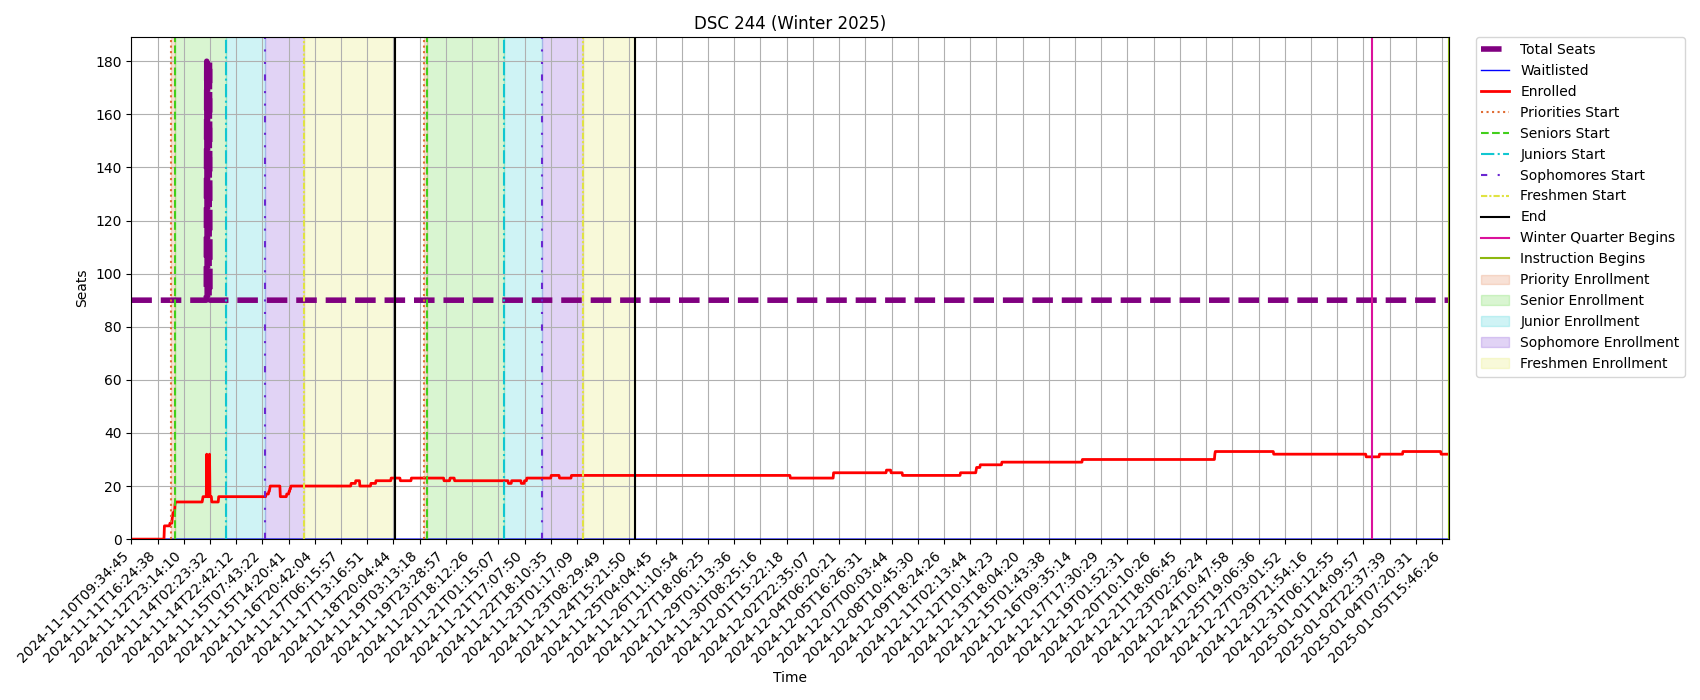 DSC 244 (Winter 2025)
Seats
180
160
140
120
100
80
60
40
20
0
2024-11-10T09:34:45
2024-11-11T16:24:38
2024-11-12T23:14:10
2024-11-14T02:23:32
2024-11-14T22:42:12
2024-11-15T07:43:22
2024-11-15T14:20:41
2024-11-16T20:42:04
2024-11-17T06:15:57
2024-11-17T13:16:51
2024-11-18T20:04:44
2024-11-19T03:13:18
2024-11-19T23:28:57
2024-11-20T18:12:26
2024-11-21T01:15:07
2024-11-21T17:07:50
2024-11-22T18:10:35
2024-11-23T01:17:09
2024-11-23T08:29:49
2024-11-24T15:21:50
2024-11-25T04:04:45
2024-11-26T11:10:54
2024-11-27T18:06:25
2024-11-29T01:13:36
2024-11-30T08:25:16
2024-12-01T15:22:18
2024-12-02T22:35:07
2024-12-04T06:20:21
2024-12-05T16:26:31
2024-12-07T00:03:44
2024-12-08T10:45:30
2024-12-09T18:24:26
2024-12-11T02:13:44
2024-12-12T10:14:23
2024-12-13T18:04:20
2024-12-15T01:43:38
2024-12-16T09:35:14
2024-12-17T17:30:29
2024-12-19T01:52:31
2024-12-20T10:10:26
2024-12-21T18:06:45
2024-12-23T02:26:24
2024-12-24T10:47:58
2024-12-25T19:06:36
2024-12-27T03:01:52
2024-12-29T21:54:16
2024-12-31T06:12:55
2025-01-01T14:09:57
2025-01-02T22:37:39
2025-01-04T07:20:31
2025-01-05T15:46:26
Time
Total Seats
Waitlisted
Enrolled
Priorities Start
Seniors Start
Juniors Start
Sophomores Start
Freshmen Start
End
Winter Quarter Begins
Instruction Begins
Priority Enrollment
Senior Enrollment
Junior Enrollment
Sophomore Enrollment
Freshmen Enrollment